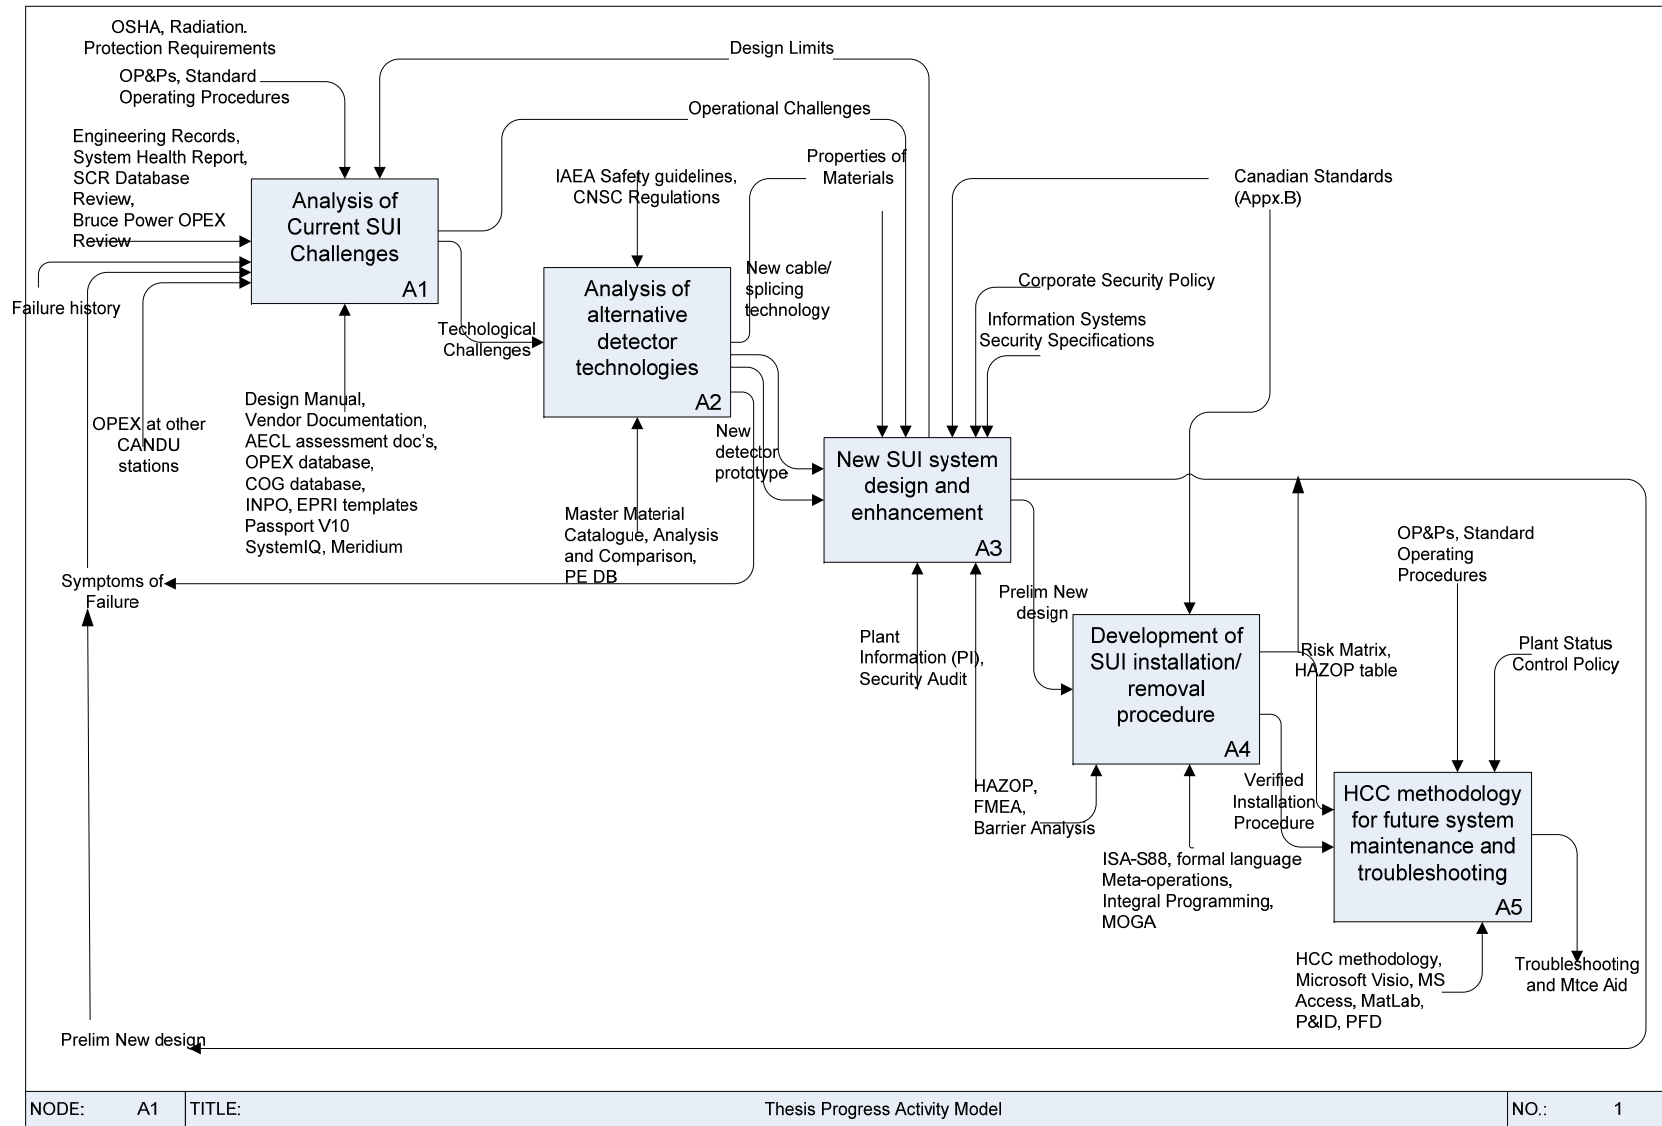 OSHA, Radiation.
Protection Requirements
OP&Ps, Standard
Operating Procedures
Engineering Records,
System Health Report,
SCR Database
Review,
Bruce Power OPEX
Review
Failure history
OPEX at other
CANDU
stations
Symptoms of
Failure
Prelim New design
Analysis of
Current SUI
Challenges
A1
Design Manual,
Vendor Documentation,
AECL assessment doc's,
OPEX database,
COG database,
INPO, EPRI templates
Passport V10
SystemIQ, Meridium
Design Limits
Operational Challenges
Techological
Challenges
IAEA Safety guidelines,
CNSC Regulations
Analysis of
alternative
detector
technologies
A2
Master Material
Catalogue, Analysis
and Comparison,
PE DB
Properties of
Materials
New cable/
splicing
technology
New
detector
prototype
Canadian Standards
(Appx.B)
Corporate Security Policy
Information Systems
Security Specifications
New SUI system
design and
enhancement
A3
Plant
Information (PI),
Security Audit
Prelim New
design
HAZOP,
FMEA,
Barrier Analysis
Development of
SUI installation/
removal
procedure
A4
ISA-S88, formal language
Meta-operations,
Integral Programming,
MOGA
Risk Matrix,
HAZOP table
Verified
Installation
Procedure
OP&Ps, Standard
Operating
Procedures
Plant Status
Control Policy
HCC methodology
for future system
maintenance and
troubleshooting
A5
HCC methodology,
Microsoft Visio, MS
Access, MatLab,
P&ID, PFD
Troubleshooting
and Mtce Aid
NODE: A1 TITLE: Thesis Progress Activity Model NO.: 1